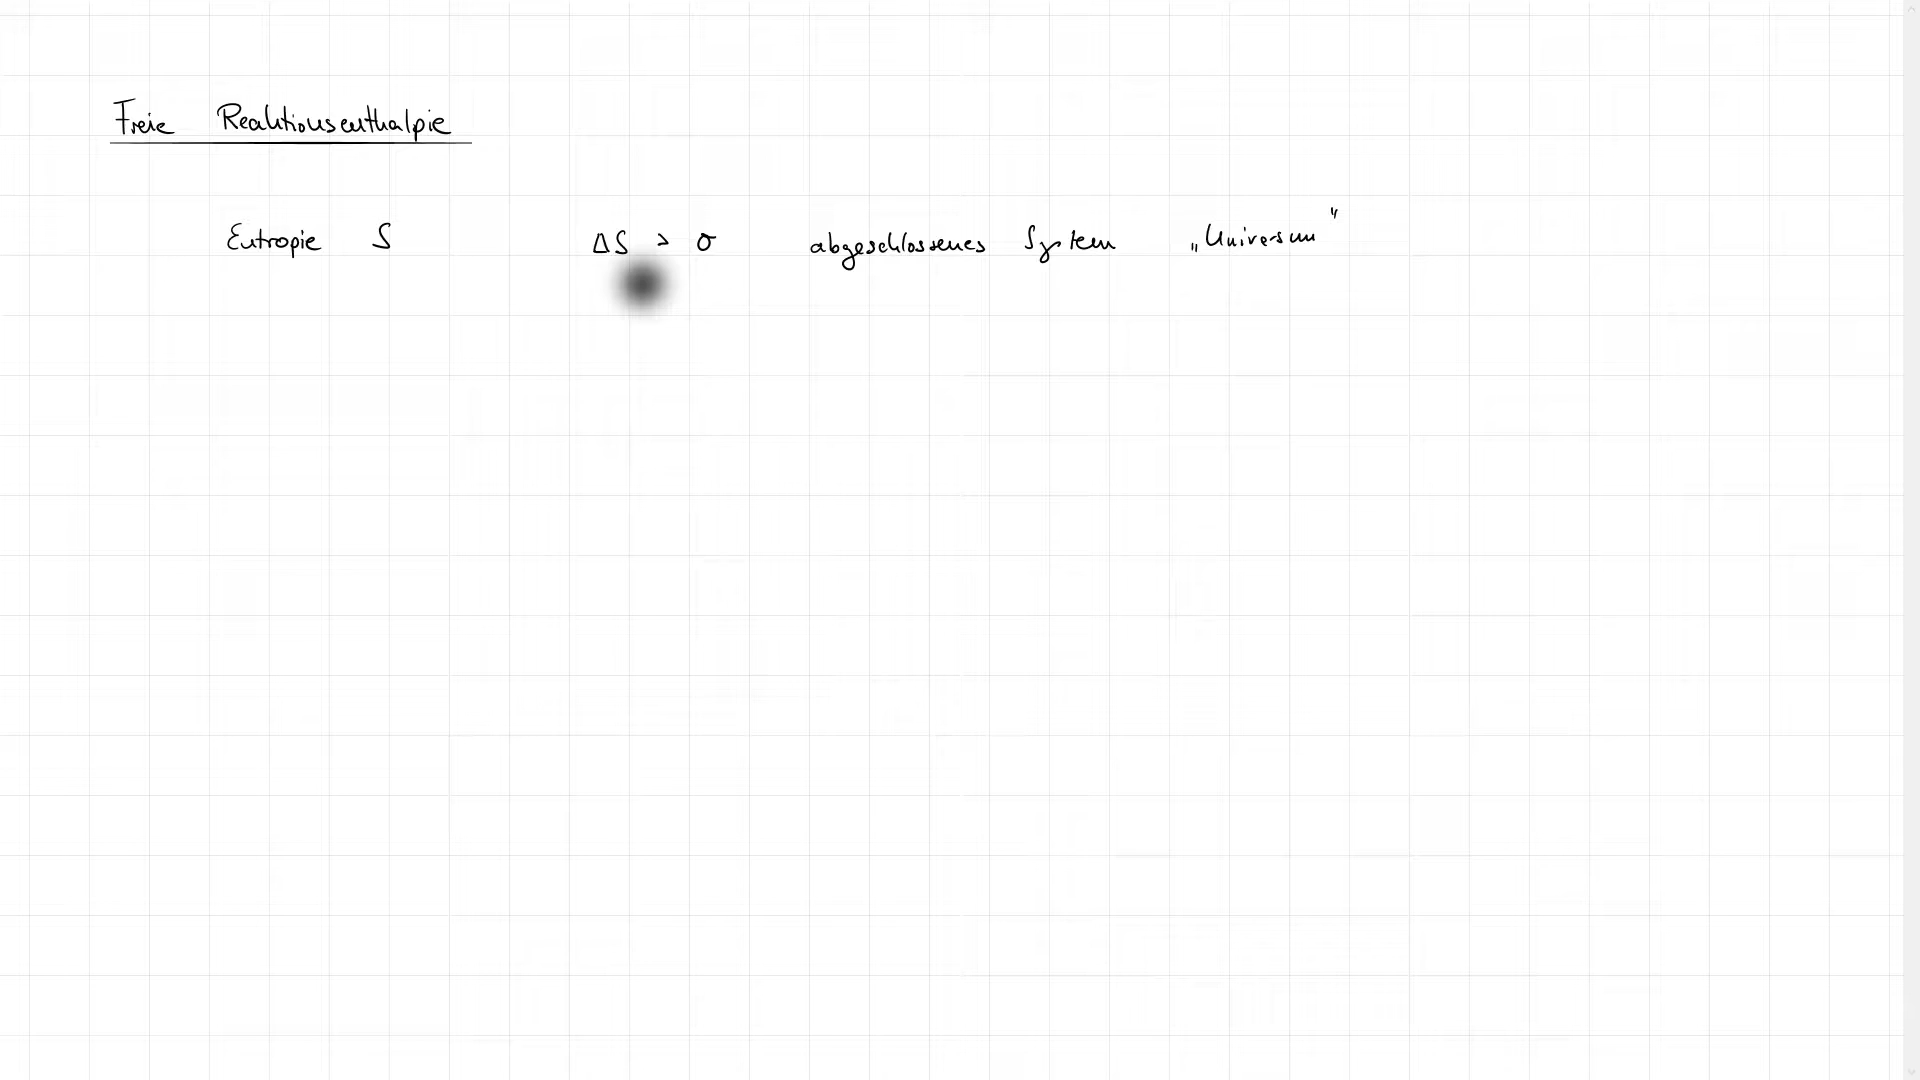 Freie Reaktionsenthalpie
Entropie S ΔS > 0 abgeschlossenes System „Universum"